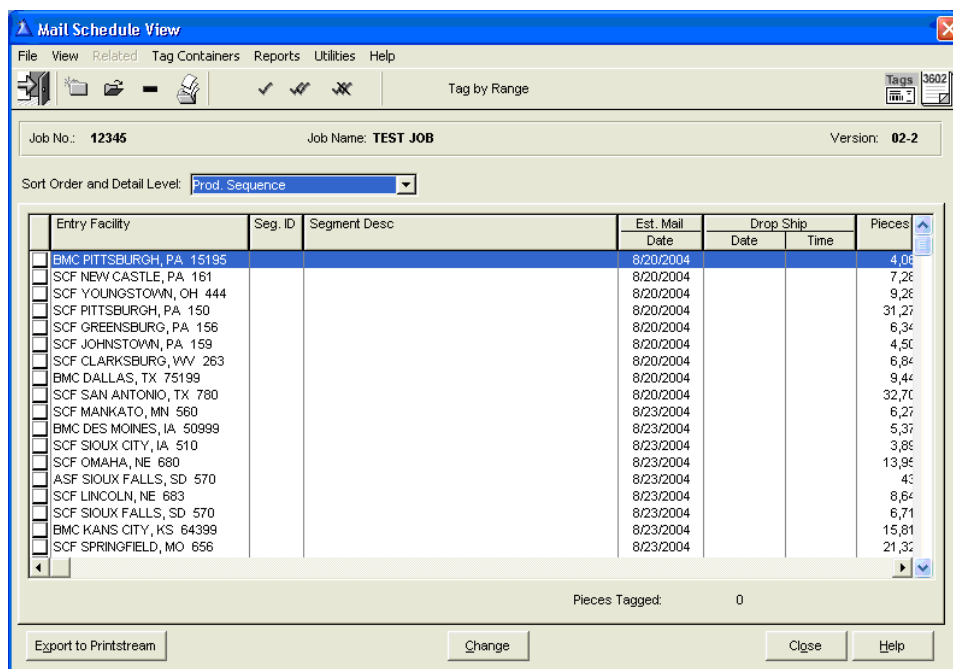 Mail Schedule View
File View Related Tag Containers Reports Utilities Help
Tag by Range Tags 3602
Job No.: 12345 Job Name: TEST JOB Version: 02-2
Sort Order and Detail Level: Prod. Sequence
Entry Facility Seg. ID Segment Desc Est. Mail Drop Ship Pieces
Date Date Time
BMC PITTSBURGH, PA 15195 8/20/2004
SCF NEW CASTLE, PA 161 8/20/2004
SCF YOUNGSTOWN, OH 444 8/20/2004
SCF PITTSBURGH, PA 150 8/20/2004
SCF GREENSBURG, PA 156 8/20/2004
SCF JOHNSTOWN, PA 159 8/20/2004
SCF CLARKSBURG, WV 263 8/20/2004
BMC DALLAS, TX 75199 8/20/2004
SCF SAN ANTONIO, TX 780 8/20/2004
SCF MANKATO, MN 560 8/23/2004
BMC DES MOINES, IA 50999 8/23/2004
SCF SIOUX CITY, IA 510 8/23/2004
SCF OMAHA, NE 680 8/23/2004
ASF SIOUX FALLS, SD 570 8/23/2004
SCF LINCOLN, NE 683 8/23/2004
SCF SIOUX FALLS, SD 570 8/23/2004
BMC KANS CITY, KS 64399 8/23/2004
SCF SPRINGFIELD, MO 656 8/23/2004
Pieces Tagged: 0
Export to Printstream Change Close Help